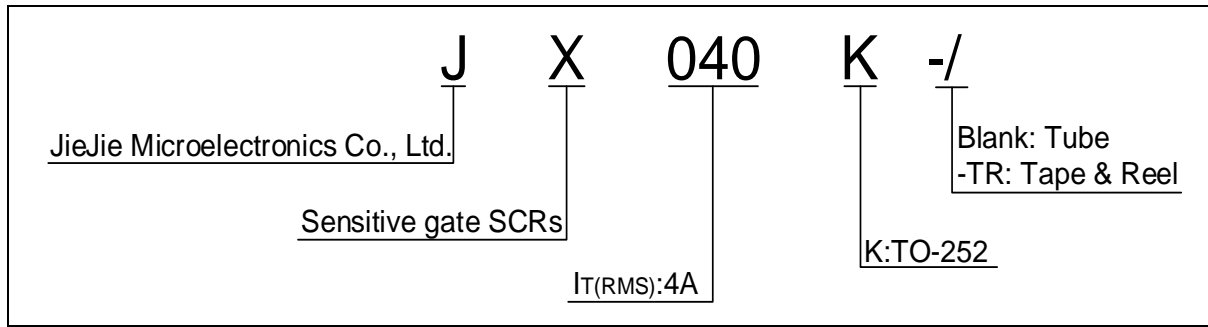 J X 040 K -/
JieJie Microelectronics Co., Ltd.
Blank: Tube
-TR: Tape & Reel
Sensitive gate SCRs
K:TO-252
IT(RMS):4A